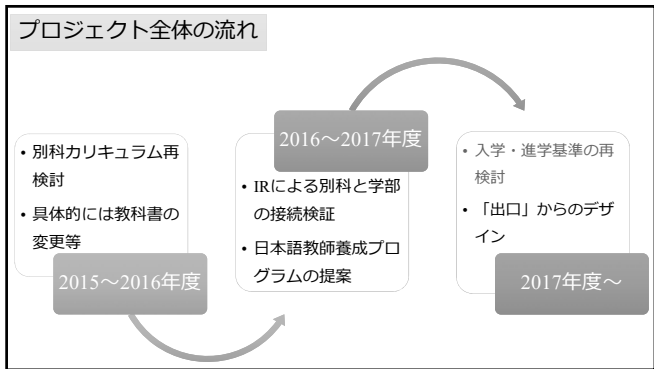 プロジェクト全体の流れ
・別科カリキュラム再
検討
・具体的には教科書の
変更等
2015～2016年度
2016～2017年度
・IRによる別科と学部
の接続検証
・日本語教師養成プロ
グラムの提案
・入学・進学基準の再
検討
・「出口」からのデザ
イン
2017年度～